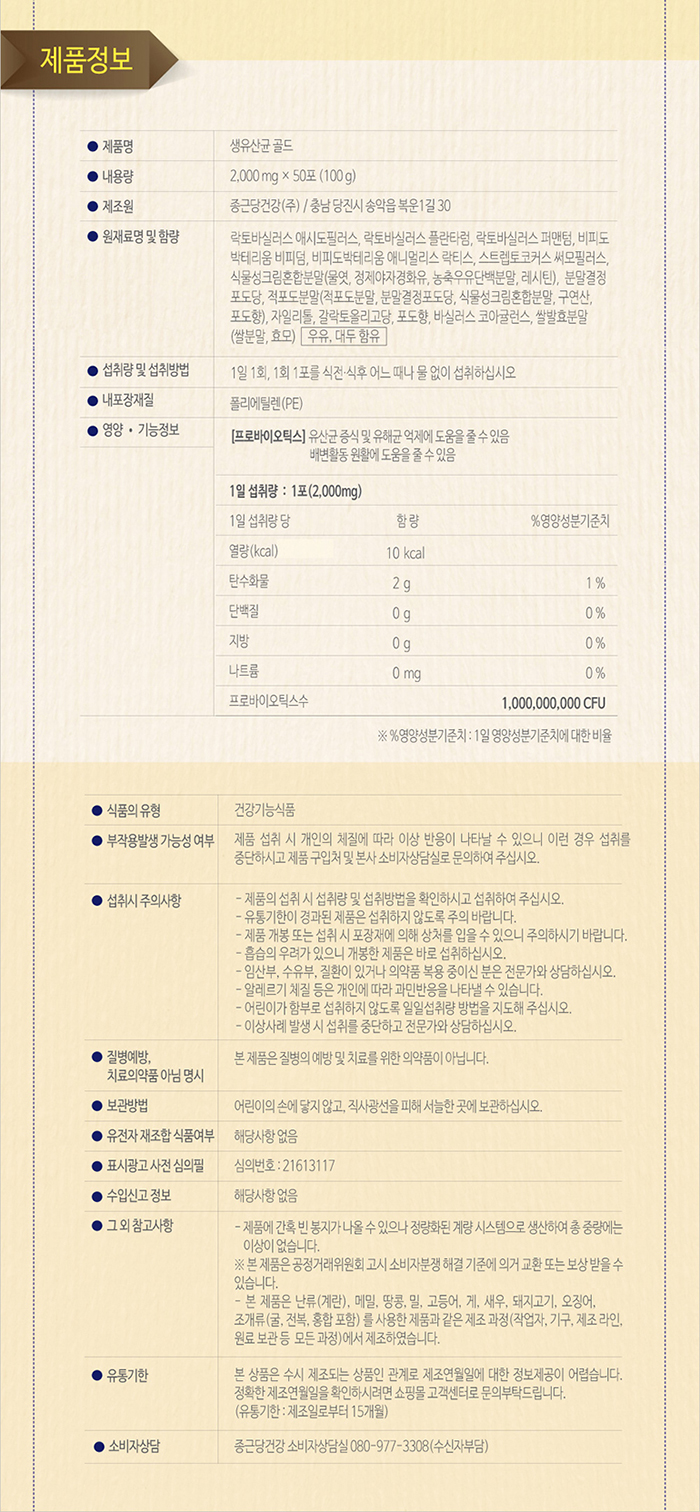 제품정보
● 제품명 생유산균 골드
● 내용량 2,000 mg × 50포 (100 g)
● 제조원 종근당건강(주) / 충남 당진시 송악읍 복운1길 30
● 원재료명 및 함량 락토바실러스 애시도필러스, 락토바실러스 플란타럼, 락토바실러스 퍼맨텀, 비피도
박테리움 비피덤, 비피도박테리움 애니멀리스 락티스, 스트렙토코커스 써모필러스,
식물성크림혼합분말(물엿, 정제야자경화유, 농축우유단백분말, 레시틴), 분말결정
포도당, 적포도분말(적포도분말, 분말결정포도당, 식물성크림혼합분말, 구연산,
포도향), 자일리톨, 갈락토올리고당, 포도향, 비실러스 코아귤런스, 쌀발효분말
(쌀분말, 효모) 우유, 대두 함유
● 섭취량 및 섭취방법 1일 1회, 1회 1포를 식전·식후 어느 때나 물 없이 섭취하십시오
● 내포장재질 폴리에틸렌(PE)
● 영양 • 기능정보 [프로바이오틱스] 유산균 증식 및 유해균 억제에 도움을 줄 수 있음
배변활동 원활에 도움을 줄 수 있음
1일 섭취량 : 1포(2,000mg)
1일 섭취량 당 함 량 %영양성분기준치
열량(kcal) 10 kcal
탄수화물 2 g 1 %
단백질 0 g 0 %
지방 0 g 0 %
나트륨 0 mg 0 %
프로바이오틱스수 1,000,000,000 CFU
※ %영양성분기준치 : 1일 영양성분기준치에 대한 비율
● 식품의 유형 건강기능식품
● 부작용발생 가능성 여부 제품 섭취 시 개인의 체질에 따라 이상 반응이 나타날 수 있으니 이런 경우 섭취를
중단하시고 제품 구입처 및 본사 소비자상담실로 문의하여 주십시오.
● 섭취시 주의사항 - 제품의 섭취 시 섭취량 및 섭취방법을 확인하시고 섭취하여 주십시오.
- 유통기한이 경과된 제품은 섭취하지 않도록 주의 바랍니다.
- 제품 개봉 또는 섭취 시 포장재에 의해 상처를 입을 수 있으니 주의하시기 바랍니다.
- 흡습의 우려가 있으니 개봉한 제품은 바로 섭취하십시오.
- 임산부, 수유부, 질환이 있거나 의약품 복용 중이신 분은 전문가와 상담하십시오.
- 알레르기 체질 등은 개인에 따라 과민반응을 나타낼 수 있습니다.
- 어린이가 함부로 섭취하지 않도록 일일섭취량 방법을 지도해 주십시오.
- 이상사례 발생 시 섭취를 중단하고 전문가와 상담하십시오.
● 질병예방, 본 제품은 질병의 예방 및 치료를 위한 의약품이 아닙니다.
치료의약품 아님 명시
● 보관방법 어린이의 손에 닿지 않고, 직사광선을 피해 서늘한 곳에 보관하십시오.
● 유전자 재조합 식품여부 해당사항 없음
● 표시광고 사전 심의필 심의번호 : 21613117
● 수입신고 정보 해당사항 없음
● 그 외 참고사항 - 제품에 간혹 빈 봉지가 나올 수 있으나 정량화된 계량 시스템으로 생산하여 총 중량에는
이상이 없습니다.
※ 본 제품은 공정거래위원회 고시 소비자분쟁 해결 기준에 의거 교환 또는 보상 받을 수
있습니다.
- 본 제품은 난류(계란), 메밀, 땅콩, 밀, 고등어, 게, 새우, 돼지고기, 오징어,
조개류(굴, 전복, 홍합 포함) 를 사용한 제품과 같은 제조 과정(작업자, 기구, 제조 라인,
원료 보관 등 모든 과정)에서 제조하였습니다.
● 유통기한 본 상품은 수시 제조되는 상품인 관계로 제조연월일에 대한 정보제공이 어렵습니다.
정확한 제조연월일을 확인하시려면 쇼핑몰 고객센터로 문의부탁드립니다.
(유통기한 : 제조일로부터 15개월)
● 소비자상담 종근당건강 소비자상담실 080-977-3308(수신자부담)